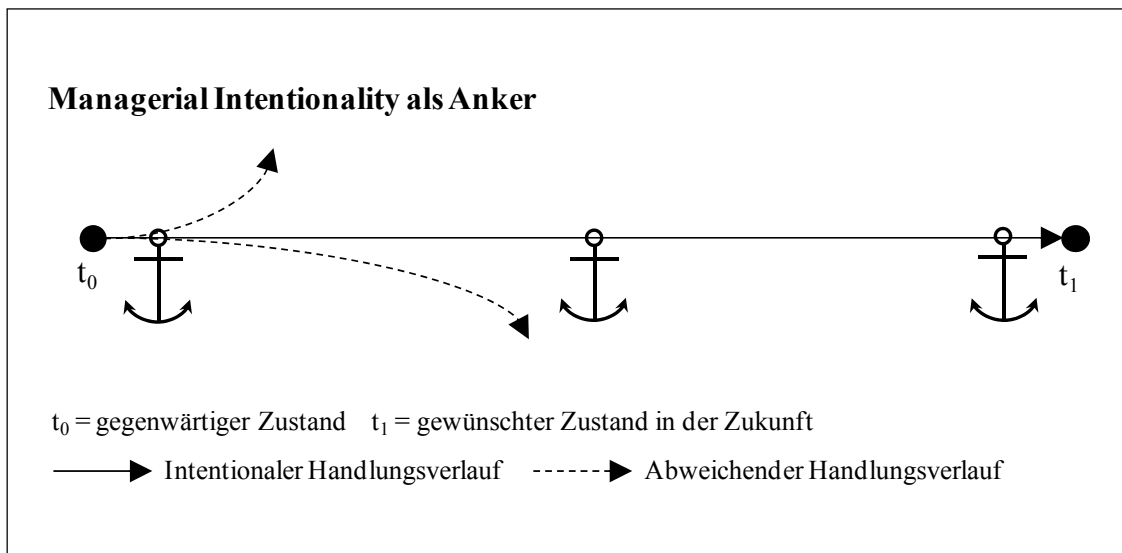 Managerial Intentionality als Anker
t₀
t₁
t₀ = gegenwärtiger Zustand t₁ = gewünschter Zustand in der Zukunft
Intentionaler Handlungsverlauf Abweichender Handlungsverlauf